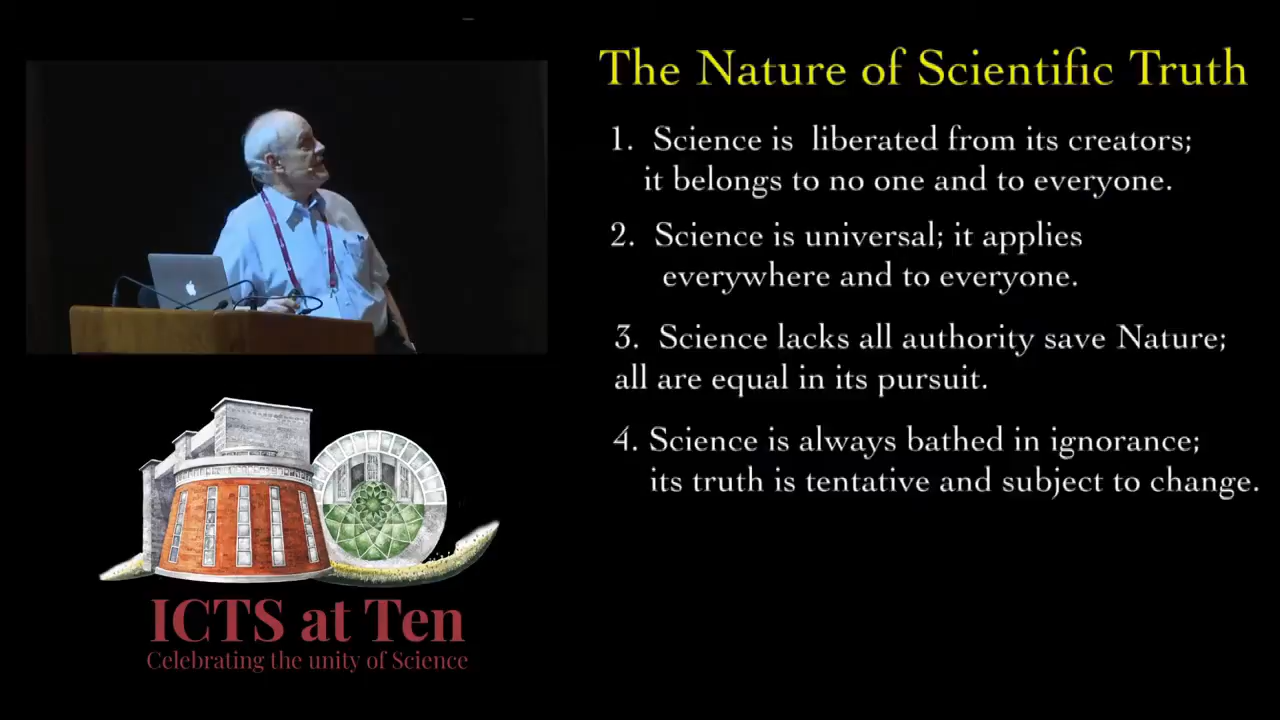 The Nature of Scientific Truth
1. Science is liberated from its creators;
it belongs to no one and to everyone.
2. Science is universal; it applies
everywhere and to everyone.
3. Science lacks all authority save Nature;
all are equal in its pursuit.
4. Science is always bathed in ignorance;
its truth is tentative and subject to change.
ICTS at Ten
Celebrating the unity of Science